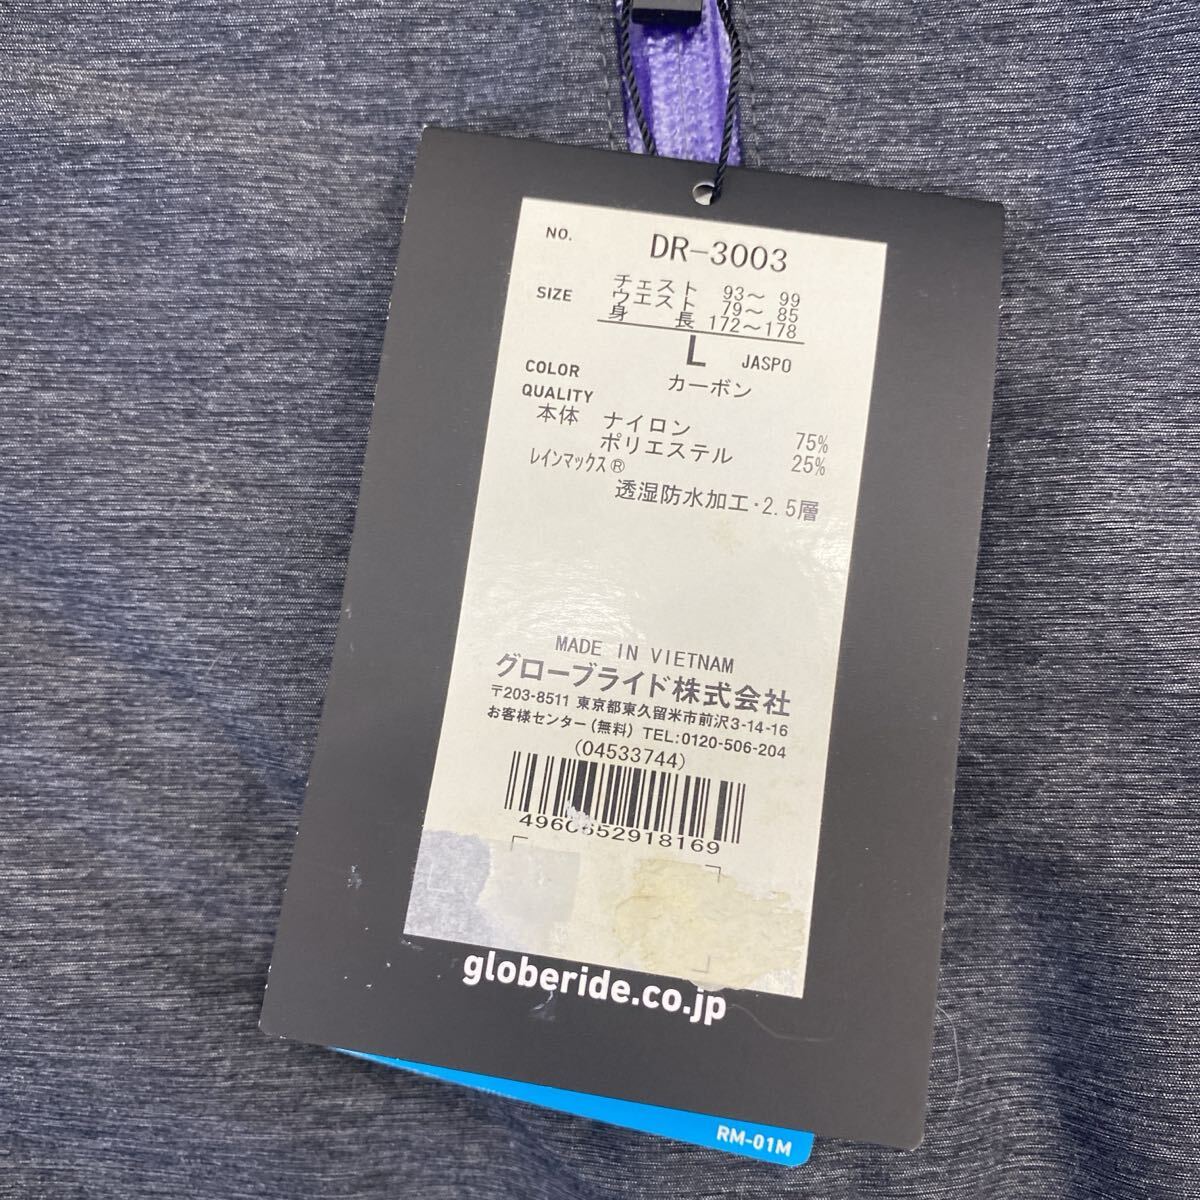 NO. DR-3003
SIZE チェスト 93〜 99
ウエスト 79〜 85
身 長 172〜178
L JASPO
COLOR カーボン
QUALITY
本体 ナイロン 75%
ポリエステル 25%
レインマックス®
透湿防水加工・2.5層
MADE IN VIETNAM
グローブライド株式会社
〒203-8511 東京都東久留米市前沢3-14-16
お客様センター(無料) TEL:0120-506-204
(04533744)
4960652918169
globeride.co.jp
RM-01M